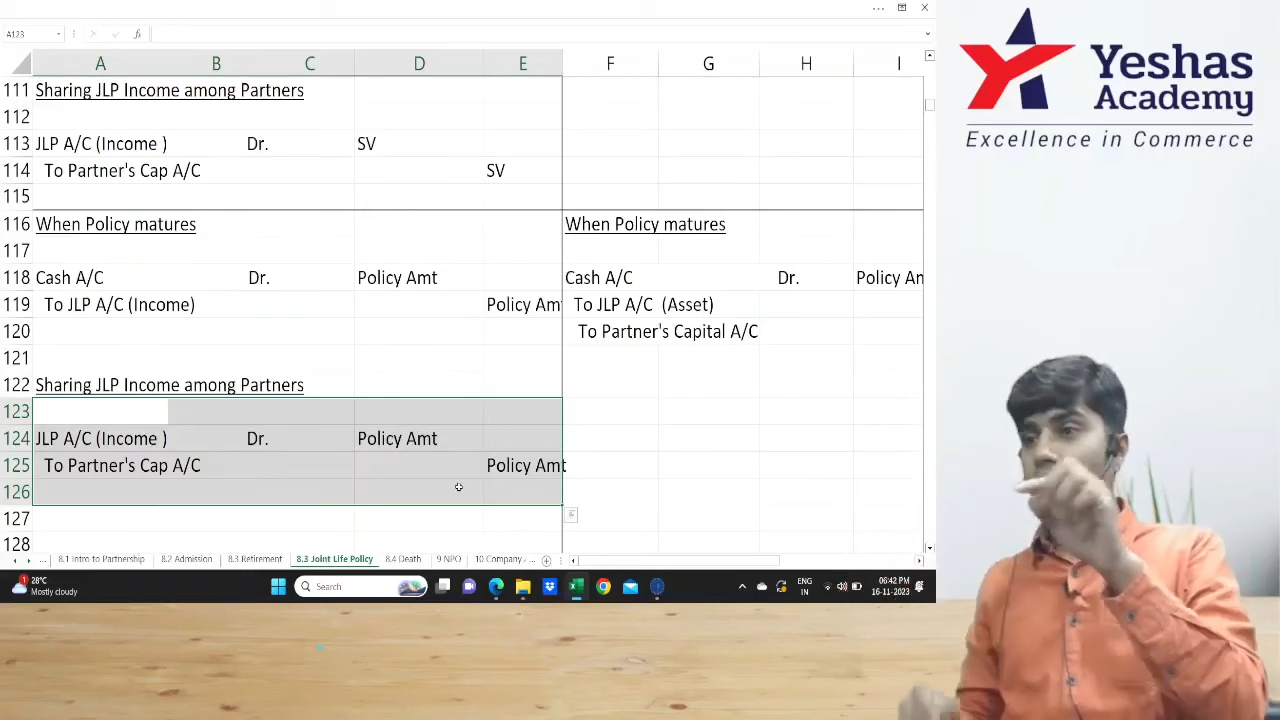 A123
fx
Yeshas
Academy
Excellence in Commerce
A B C D E F G H I
111 Sharing JLP Income among Partners
112
113 JLP A/C (Income ) Dr. SV
114 To Partner's Cap A/C SV
115
116 When Policy matures When Policy matures
117
118 Cash A/C Dr. Policy Amt Cash A/C Dr. Policy An
119 To JLP A/C (Income) Policy Amt To JLP A/C (Asset)
120 To Partner's Capital A/C
121
122 Sharing JLP Income among Partners
123
124 JLP A/C (Income ) Dr. Policy Amt
125 To Partner's Cap A/C Policy Amt
126
127
128
... 8.1 Intro to Partnership 8.2 Admission 8.3 Retirement 8.3 Joint Life Policy 8.4 Death 9 NPO 10 Company ...
1 28°C
Mostly cloudy
Search
ENG
IN
06:42 PM
16-11-2023